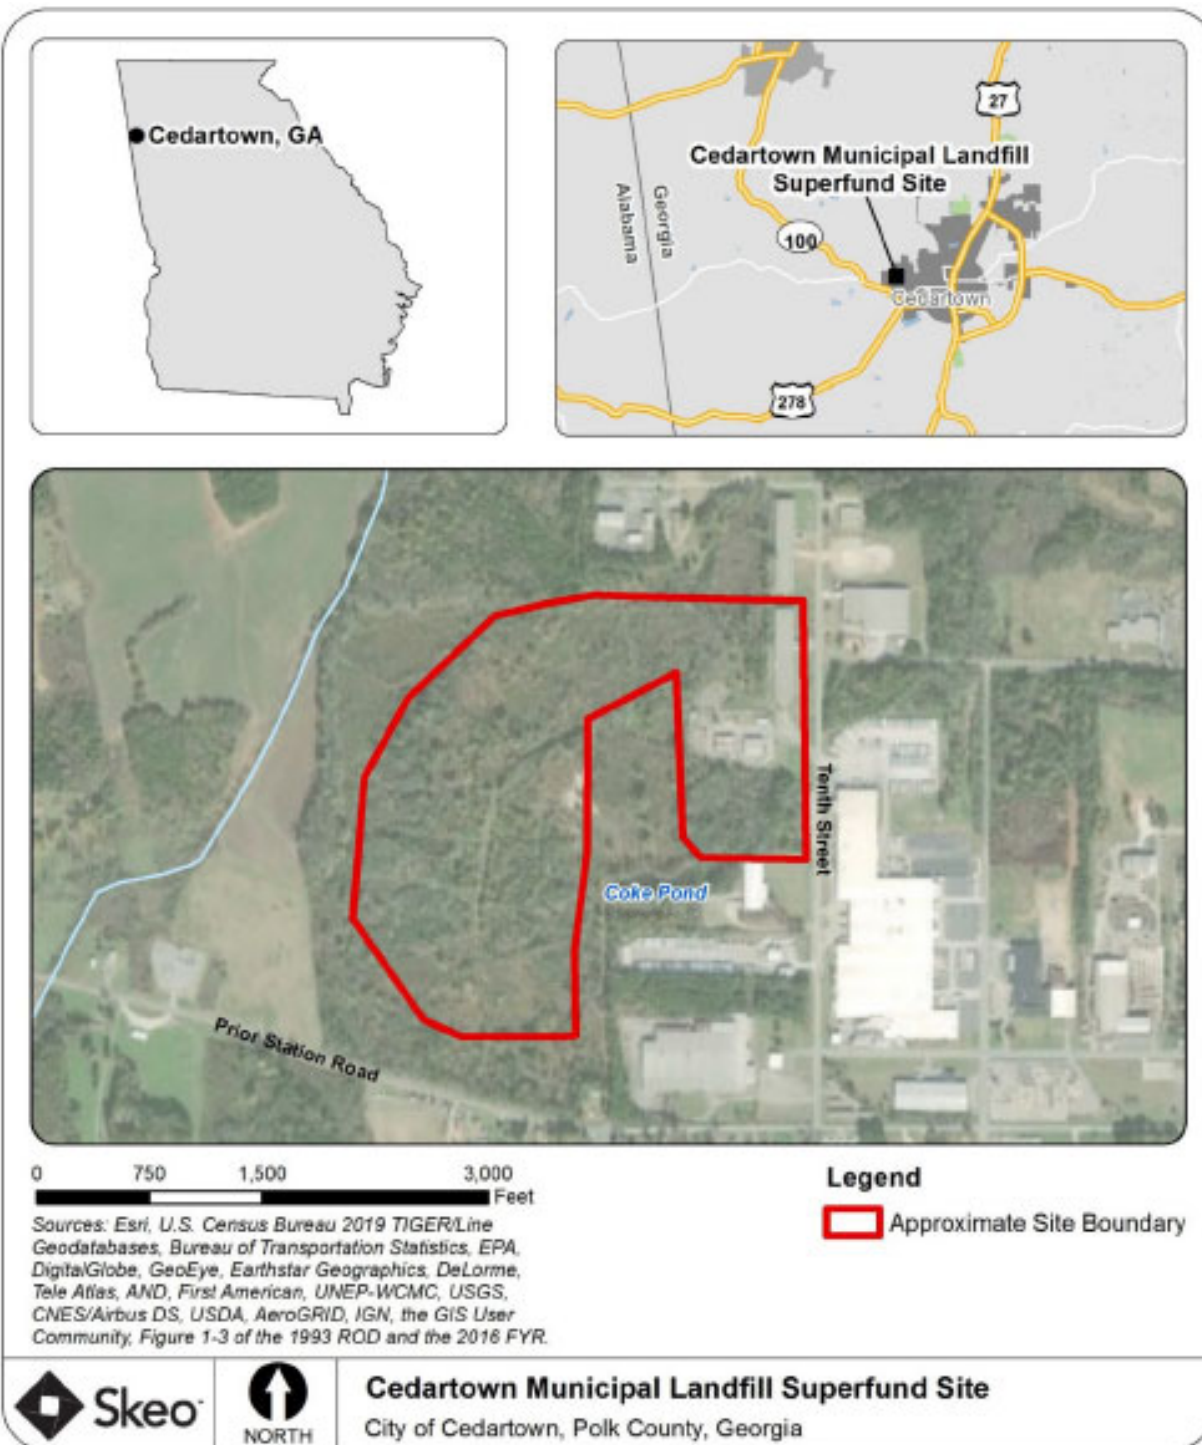 Cedartown, GA
27
Cedartown Municipal Landfill
Superfund Site
Georgia
Alabama
100
Cedartown
278
Tenth Street
Coke Pond
Prior Station Road
0 750 1,500 3,000
Feet
Sources: Esri, U.S. Census Bureau 2019 TIGER/Line
Geodatabases, Bureau of Transportation Statistics, EPA,
DigitalGlobe, GeoEye, Earthstar Geographics, DeLorme,
Tele Atlas, AND, First American, UNEP-WCMC, USGS,
CNES/Airbus DS, USDA, AeroGRID, IGN, the GIS User
Community, Figure 1-3 of the 1993 ROD and the 2016 FYR.
Legend
Approximate Site Boundary
Skeo
NORTH
Cedartown Municipal Landfill Superfund Site
City of Cedartown, Polk County, Georgia